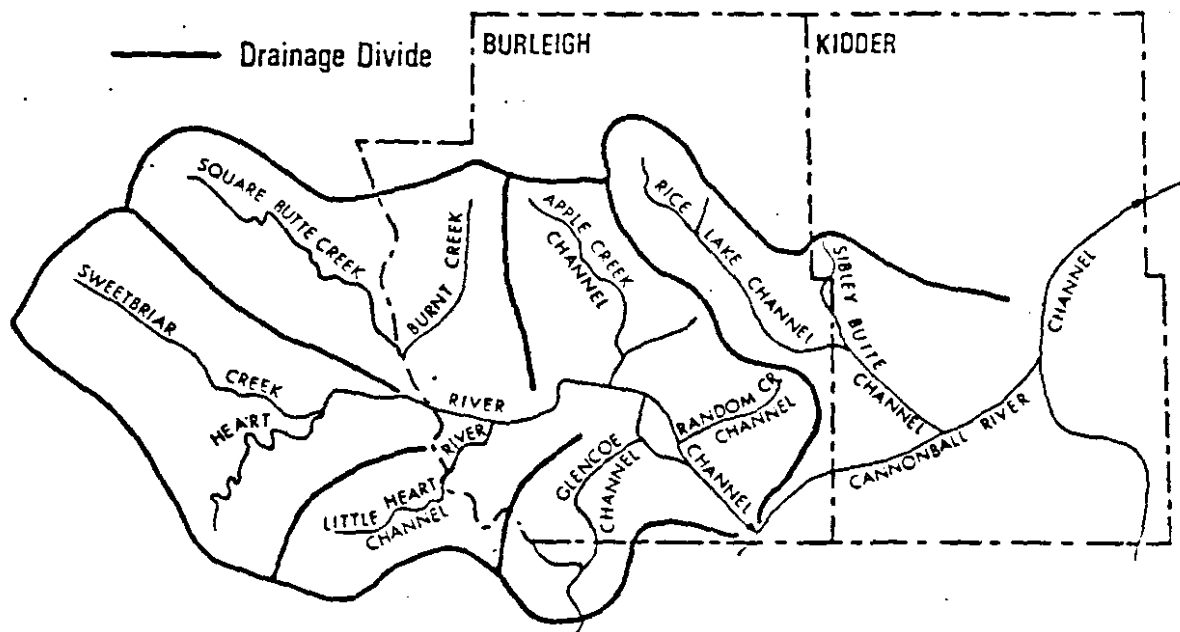 Drainage Divide
BURLEIGH
KIDDER
SQUARE BUTTE CREEK
BURNT CREEK
APPLE CREEK
CHANNEL
RICE LAKE CHANNEL
SIBLEY BUTTE
CHANNEL
CHANNEL
SWEETBRIAR
CREEK
HEART
RIVER
RIVER
RANDOM CR.
CHANNEL
CHANNEL
GLENCOE
CHANNEL
LITTLE HEART
CHANNEL
CANNONBALL RIVER